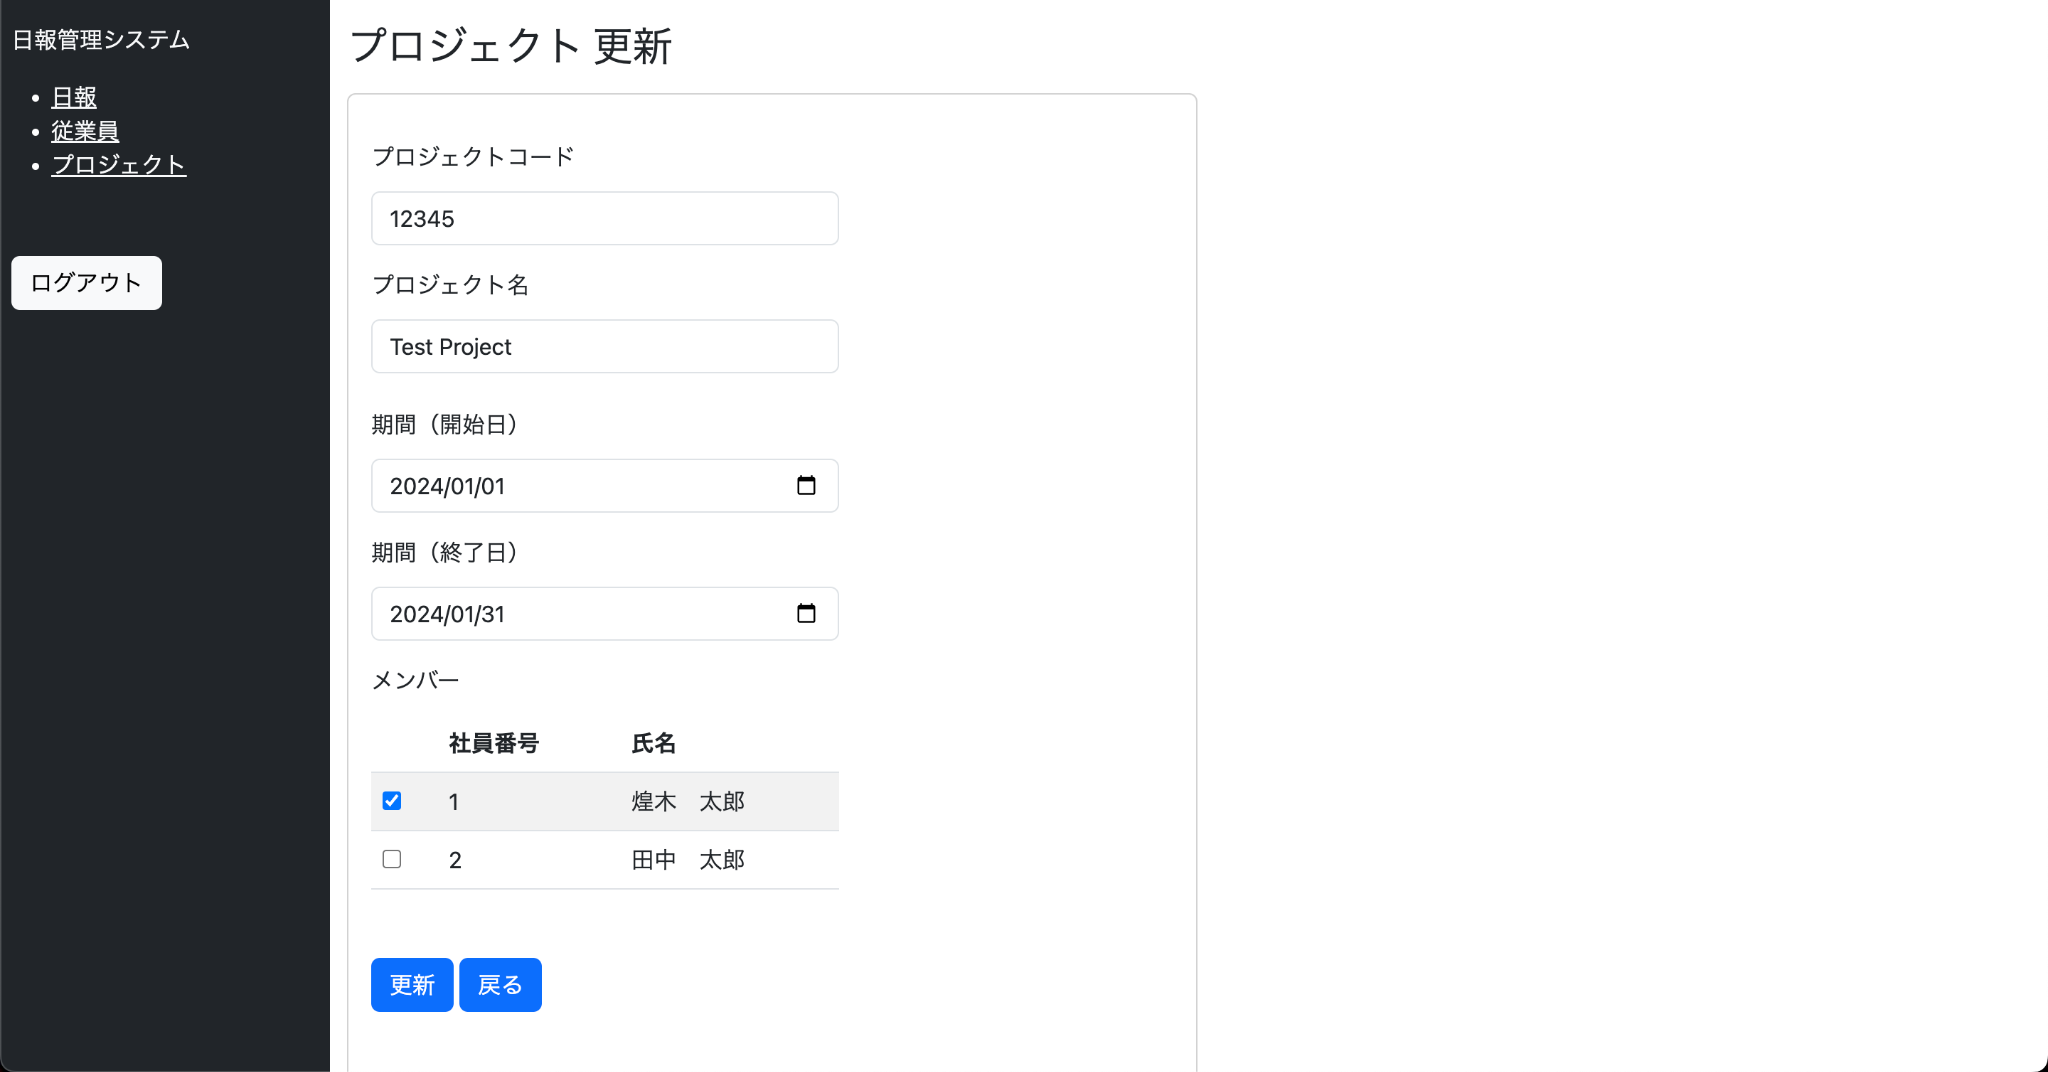 日報管理システム
日報
従業員
プロジェクト
ログアウト
プロジェクト 更新
プロジェクトコード
12345
プロジェクト名
Test Project
期間（開始日）
2024/01/01
期間（終了日）
2024/01/31
メンバー
社員番号 氏名
1 煌木　太郎
2 田中　太郎
更新 戻る